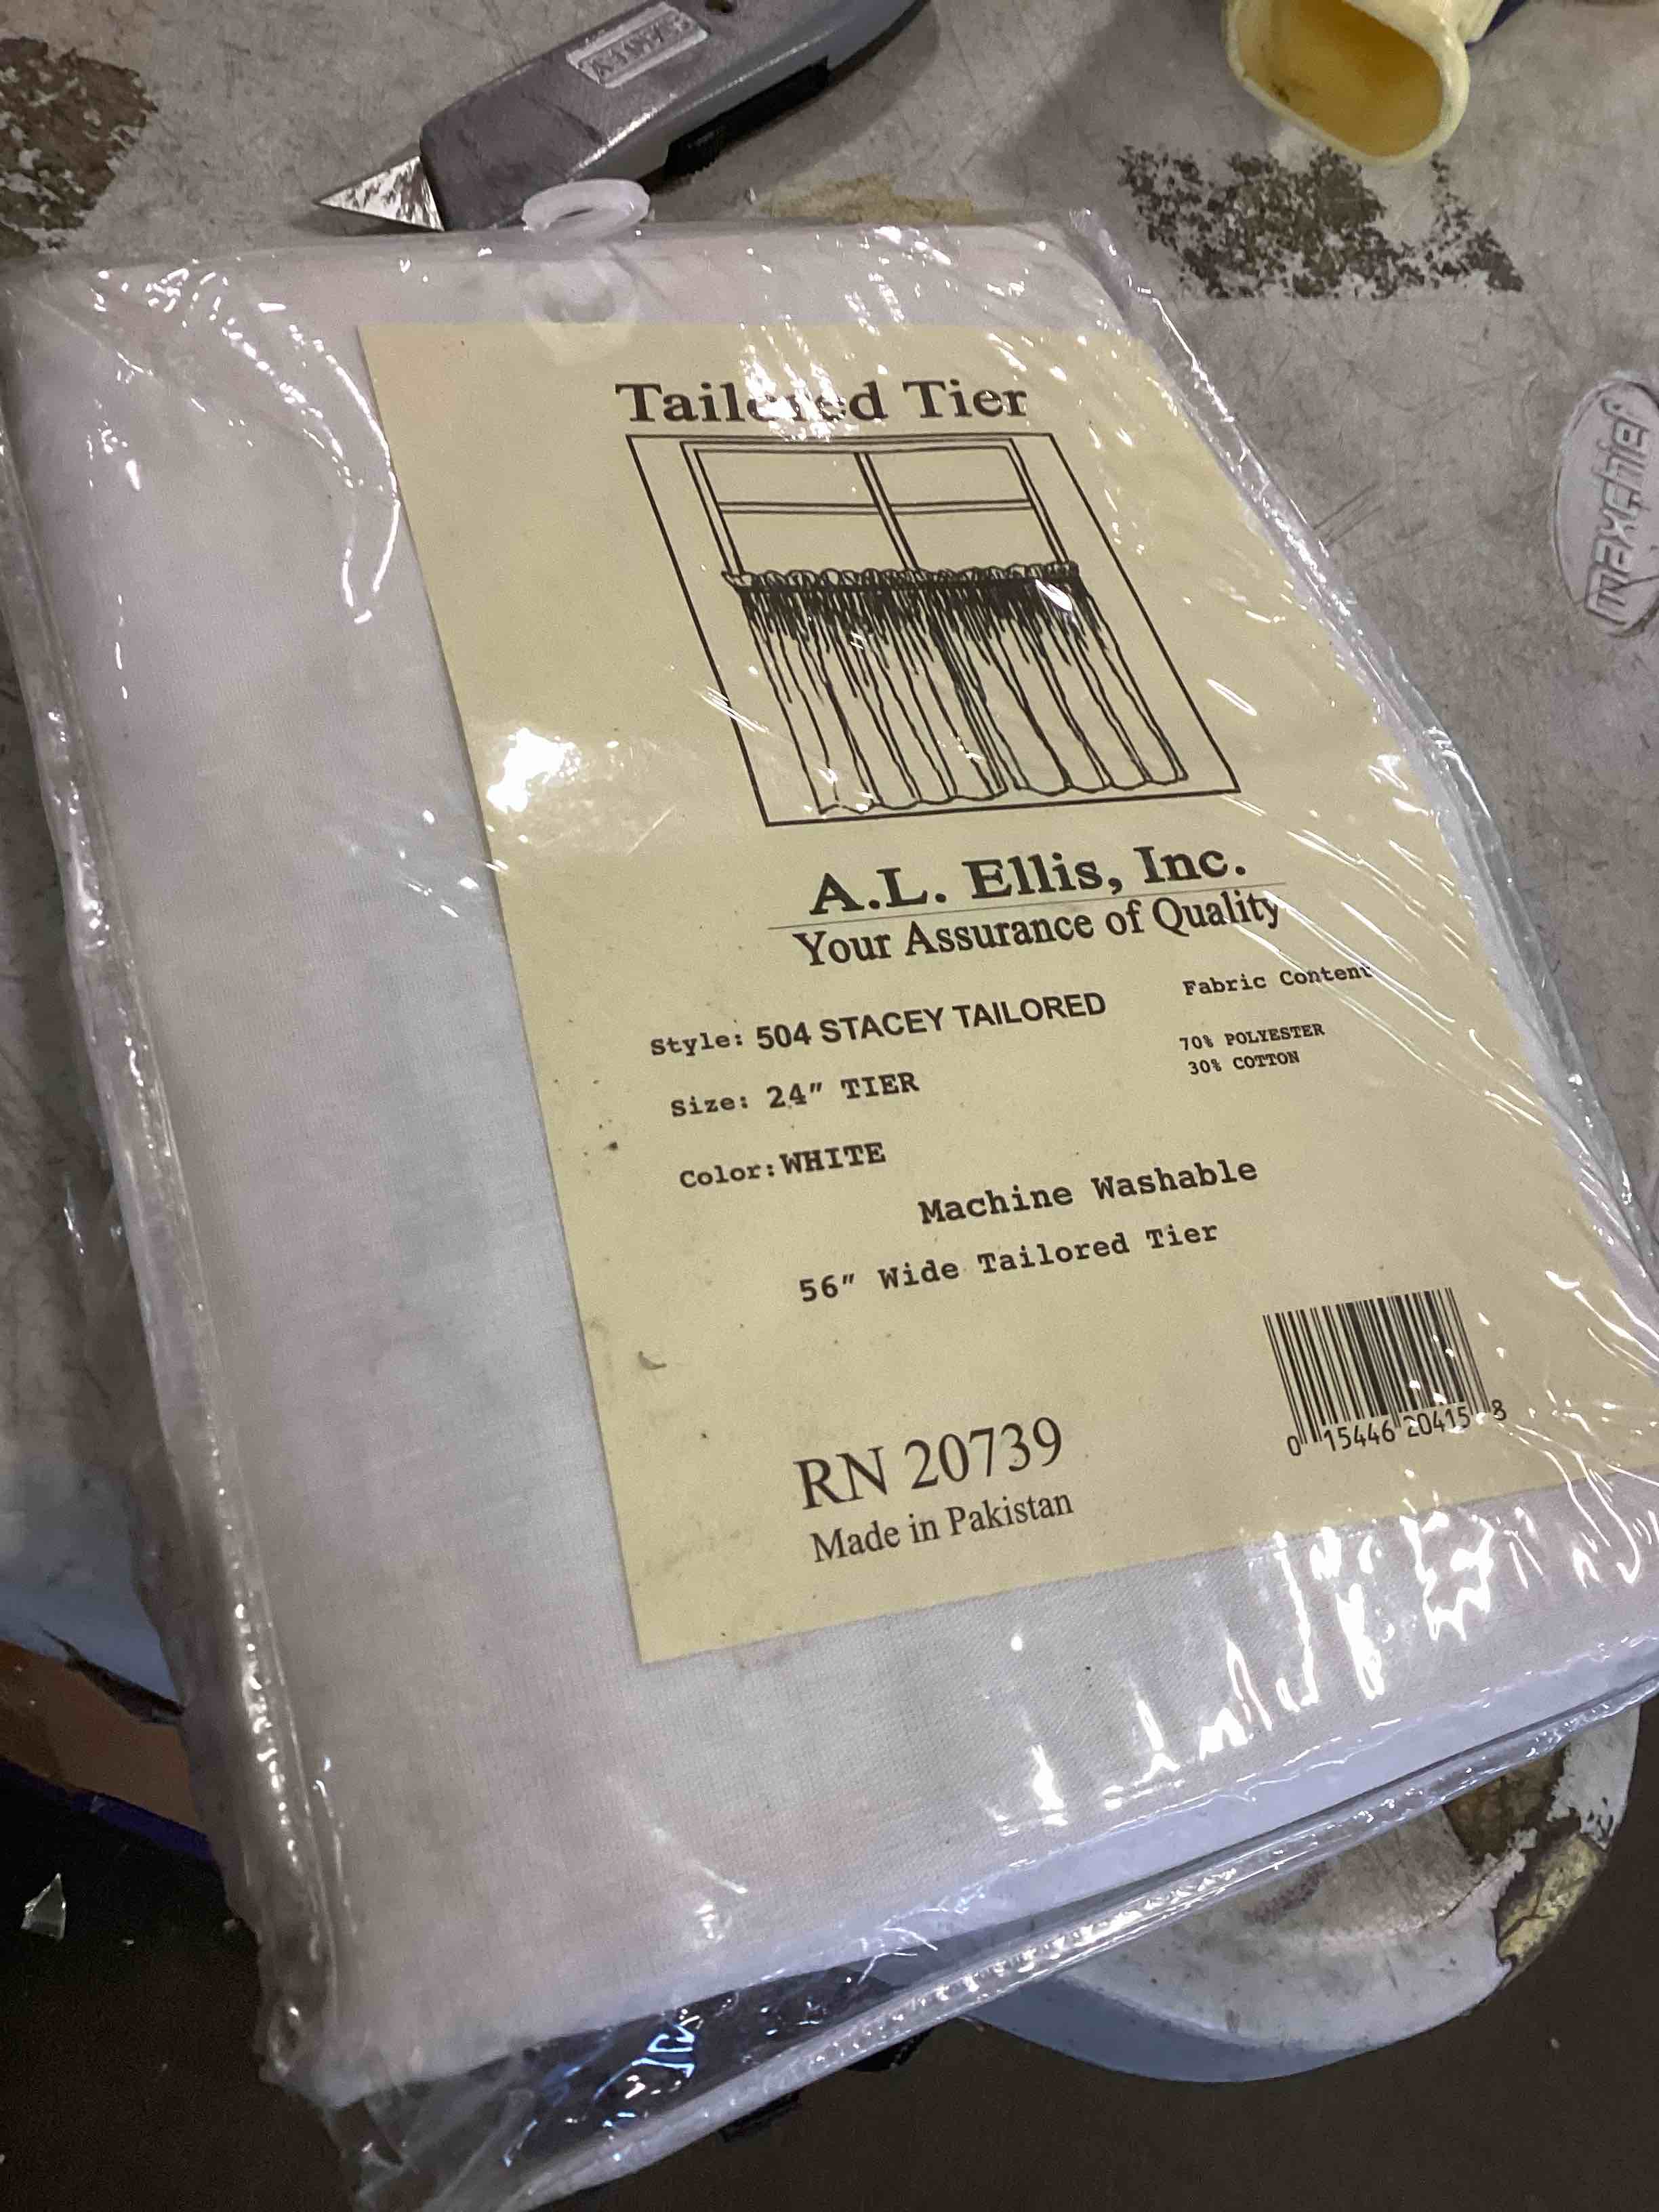 STANLEY
maxchief
Tailored Tier
A.L. Ellis, Inc.
Your Assurance of Quality
Style: 504 STACEY TAILORED
Fabric Content
70% POLYESTER
30% COTTON
Size: 24" TIER
Color: WHITE
Machine Washable
56" Wide Tailored Tier
0 15446 20415 8
RN 20739
Made in Pakistan